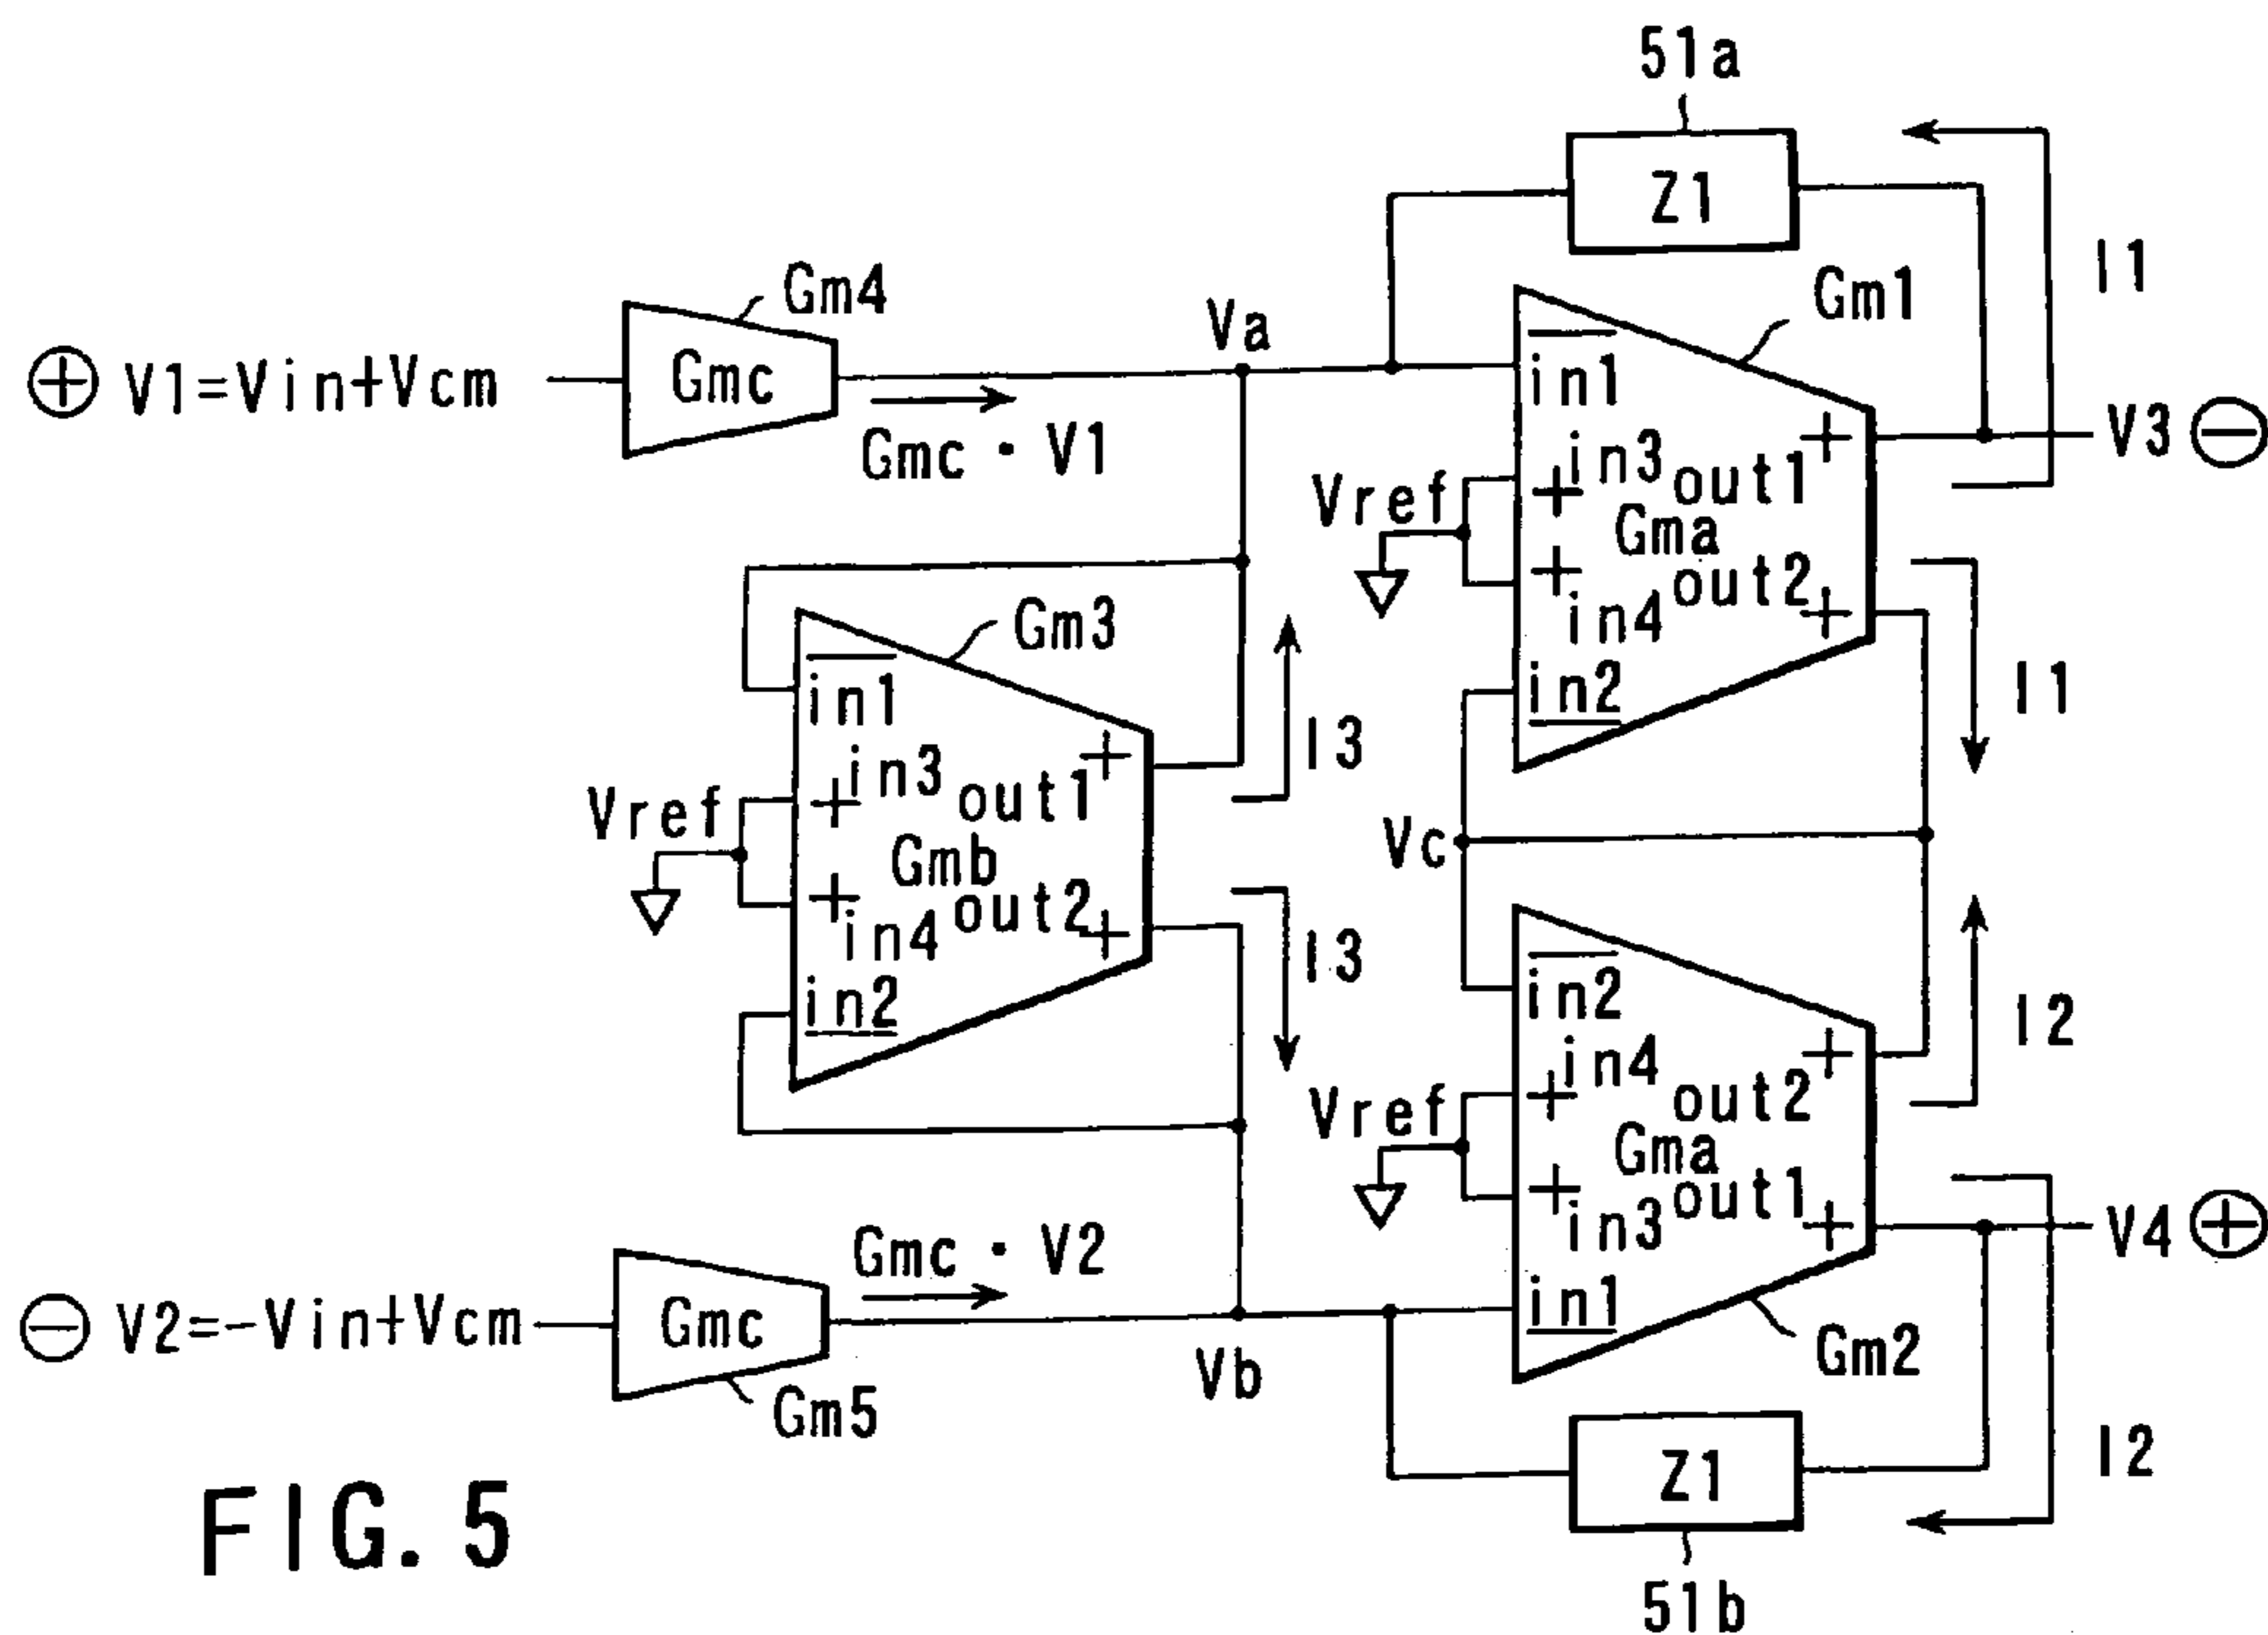 51a
Z1
I1
Gm4
Gm1
Va
⊕ V1=Vin+Vcm
Gmc
in1
Gmc・V1
V3 ⊖
in3
+
out1
Vref
+
Gma
+
out2
in4
+
Gm3
in1
in2
I1
I3
in3
+
out1
Vref
+
Gmb
Vc
+
out2
in4
+
I3
in2
in2
I2
in4
+
out2
Vref
+
Gma
+
out1
in3
+
V4 ⊕
Gmc・V2
in1
⊖ V2=-Vin+Vcm
Gmc
Gm2
Vb
Gm5
Z1
I2
FIG. 5
51b